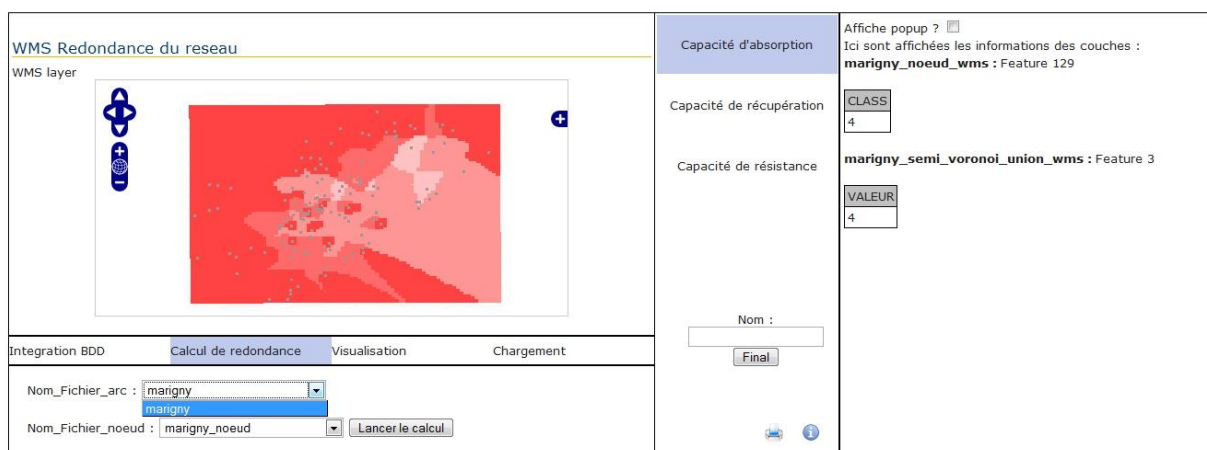 WMS Redondance du reseau
WMS layer
Integration BDD
Calcul de redondance
Visualisation
Chargement
Nom_Fichier_arc : marigny
marigny
Nom_Fichier_noeud : marigny_noeud Lancer le calcul
Capacité d'absorption
Capacité de récupération
Capacité de résistance
Nom :
Final
Affiche popup ?
Ici sont affichées les informations des couches :
marigny_noeud_wms : Feature 129
CLASS
4
marigny_semi_voronoi_union_wms : Feature 3
VALEUR
4